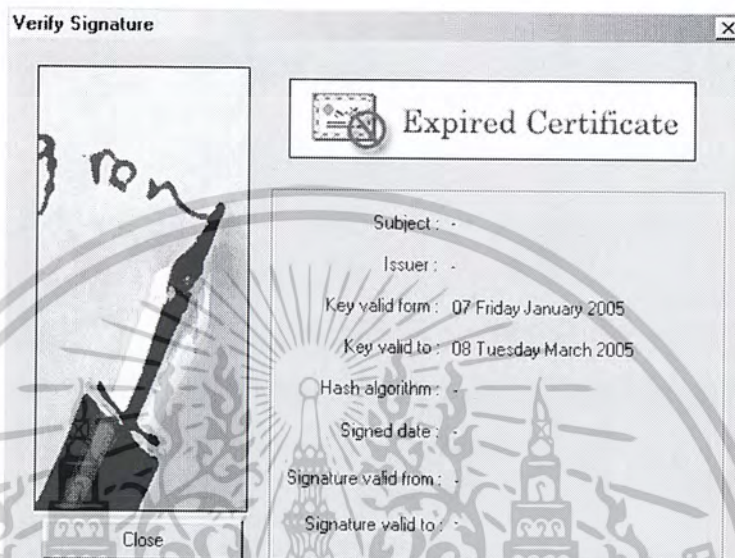 Verify Signature
Expired Certificate
Subject : -
Issuer : -
Key valid form : 07 Friday January 2005
Key valid to : 08 Tuesday March 2005
Hash algorithm : -
Signed date : -
Signature valid from : -
Signature valid to : -
Close